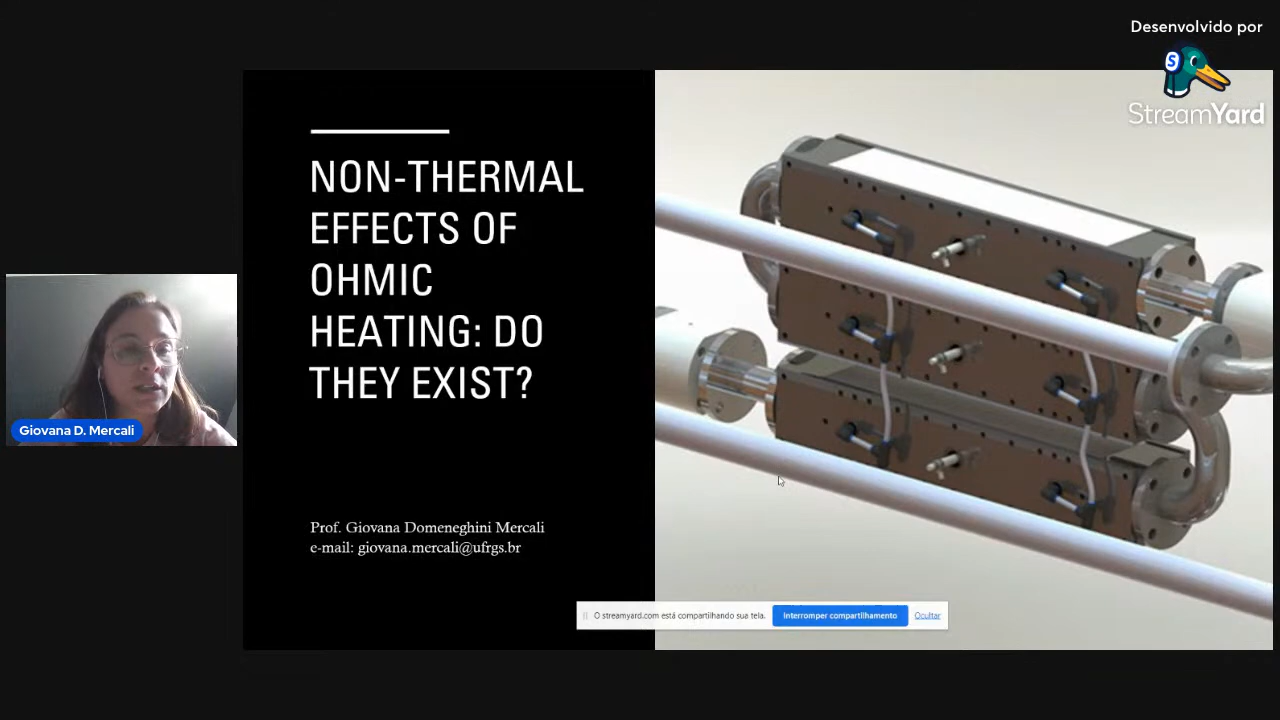 Desenvolvido por
S
StreamYard
NON-THERMAL
EFFECTS OF
OHMIC
HEATING: DO
THEY EXIST?
Giovana D. Mercali
Prof. Giovana Domeneghini Mercali
e-mail: giovana.mercali@ufrgs.br
O streamyard.com está compartilhando sua tela. Interromper compartilhamento Ocultar